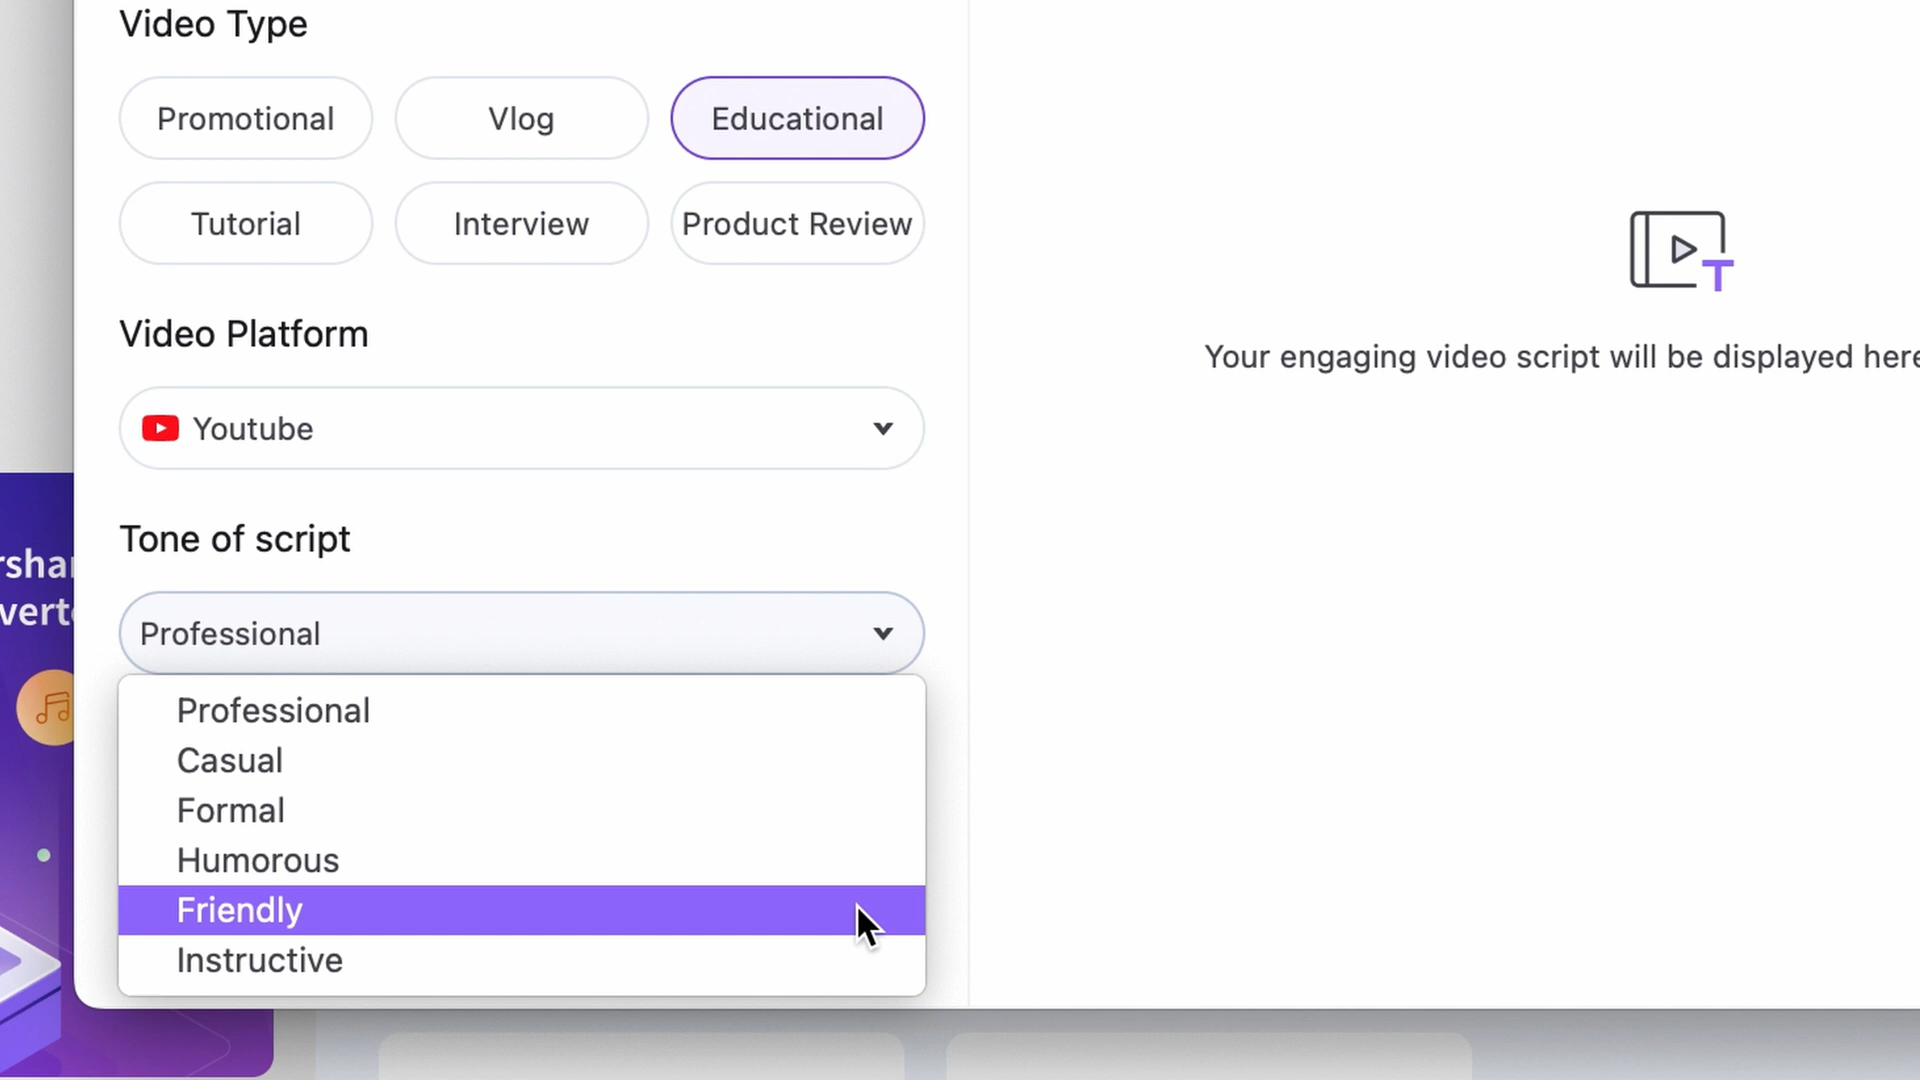 Video Type
Promotional
Vlog
Educational
Tutorial
Interview
Product Review
Video Platform
Youtube
Tone of script
Professional
Professional
Casual
Formal
Humorous
Friendly
Instructive
Your engaging video script will be displayed here
T